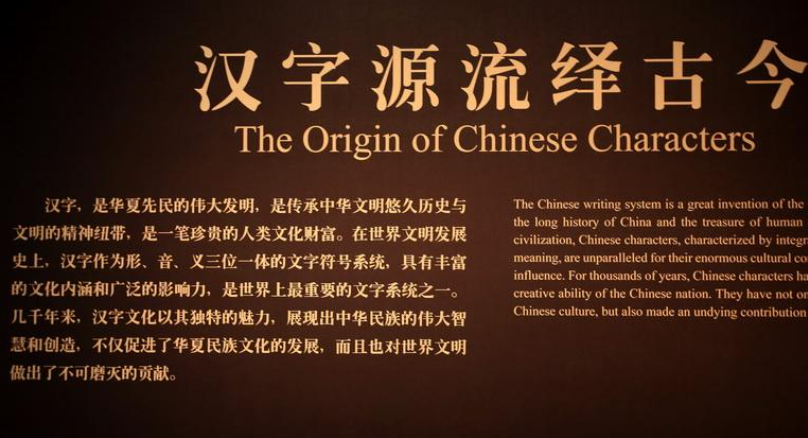 汉字源流绎古今
The Origin of Chinese Characters
汉字，是华夏先民的伟大发明，是传承中华文明悠久历史与
文明的精神纽带，是一笔珍贵的人类文化财富。在世界文明发展
史上，汉字作为形、音、义三位一体的文字符号系统，具有丰富
的文化内涵和广泛的影响力，是世界上最重要的文字系统之一。
几千年来，汉字文化以其独特的魅力，展现出中华民族的伟大智
慧和创造，不仅促进了华夏民族文化的发展，而且也对世界文明
做出了不可磨灭的贡献。
The Chinese writing system is a great invention of the
the long history of China and the treasure of human
civilization, Chinese characters, characterized by integ
meaning, are unparalleled for their enormous cultural co
influence. For thousands of years, Chinese characters ha
creative ability of the Chinese nation. They have not o
Chinese culture, but also made an undying contribution